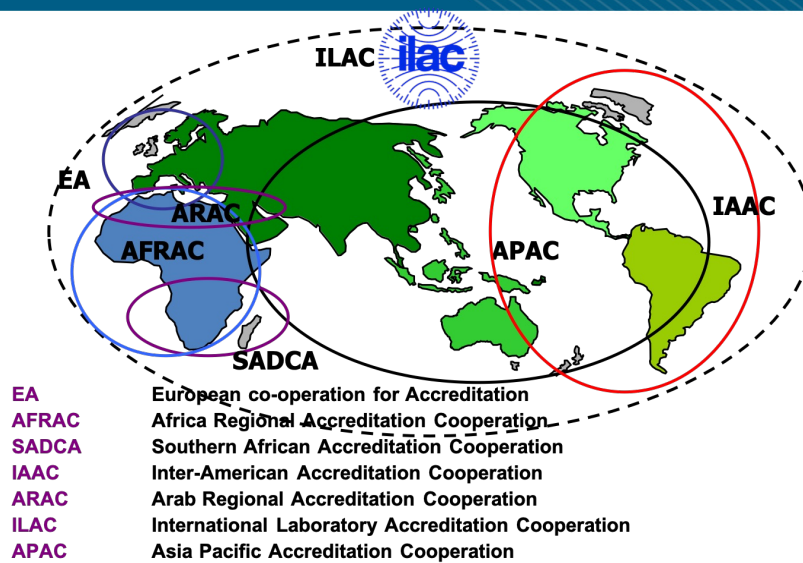 ILAC ilac
EA
ARAC
IAAC
AFRAC
APAC
SADCA
EA European co-operation for Accreditation
AFRAC Africa Regional Accreditation Cooperation
SADCA Southern African Accreditation Cooperation
IAAC Inter-American Accreditation Cooperation
ARAC Arab Regional Accreditation Cooperation
ILAC International Laboratory Accreditation Cooperation
APAC Asia Pacific Accreditation Cooperation